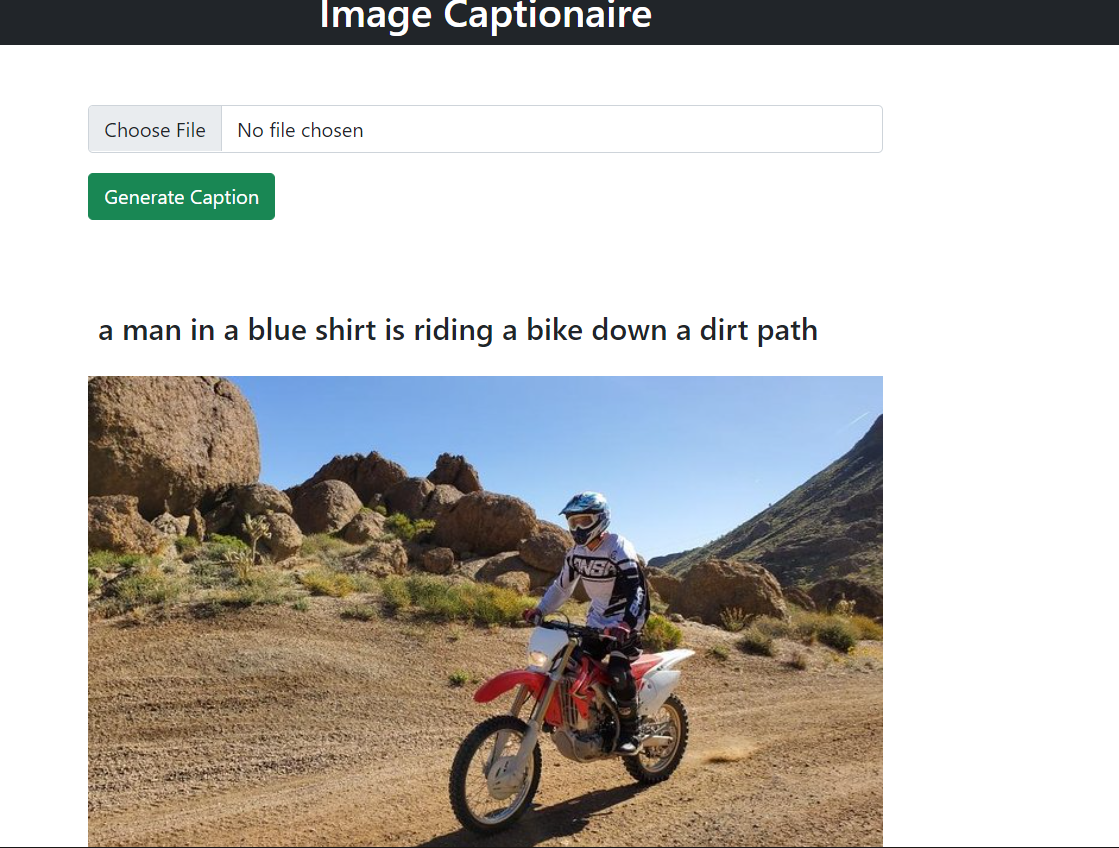 Image Captionaire
Choose File No file chosen
Generate Caption
a man in a blue shirt is riding a bike down a dirt path